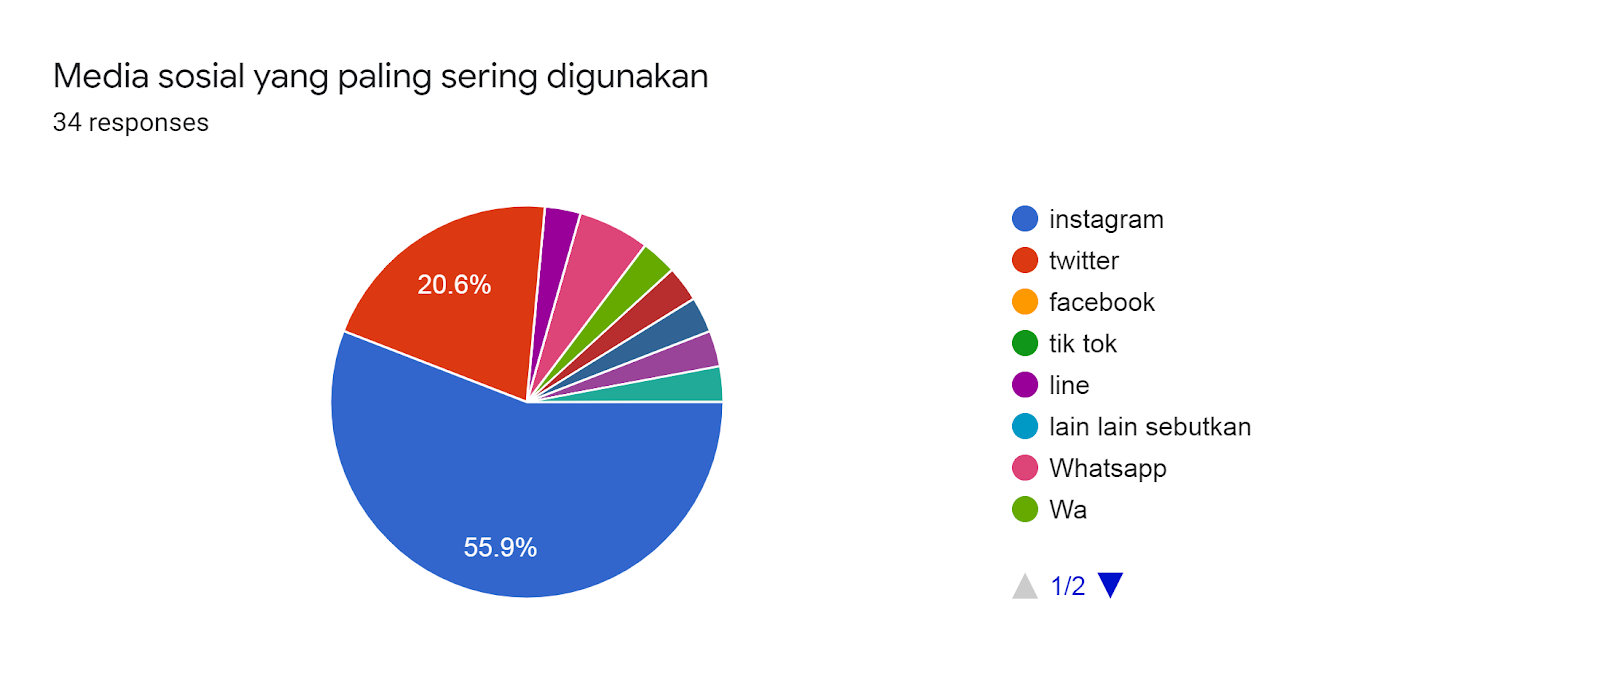 Media sosial yang paling sering digunakan
34 responses
20.6%
55.9%
instagram
twitter
facebook
tik tok
line
lain lain sebutkan
Whatsapp
Wa
1/2